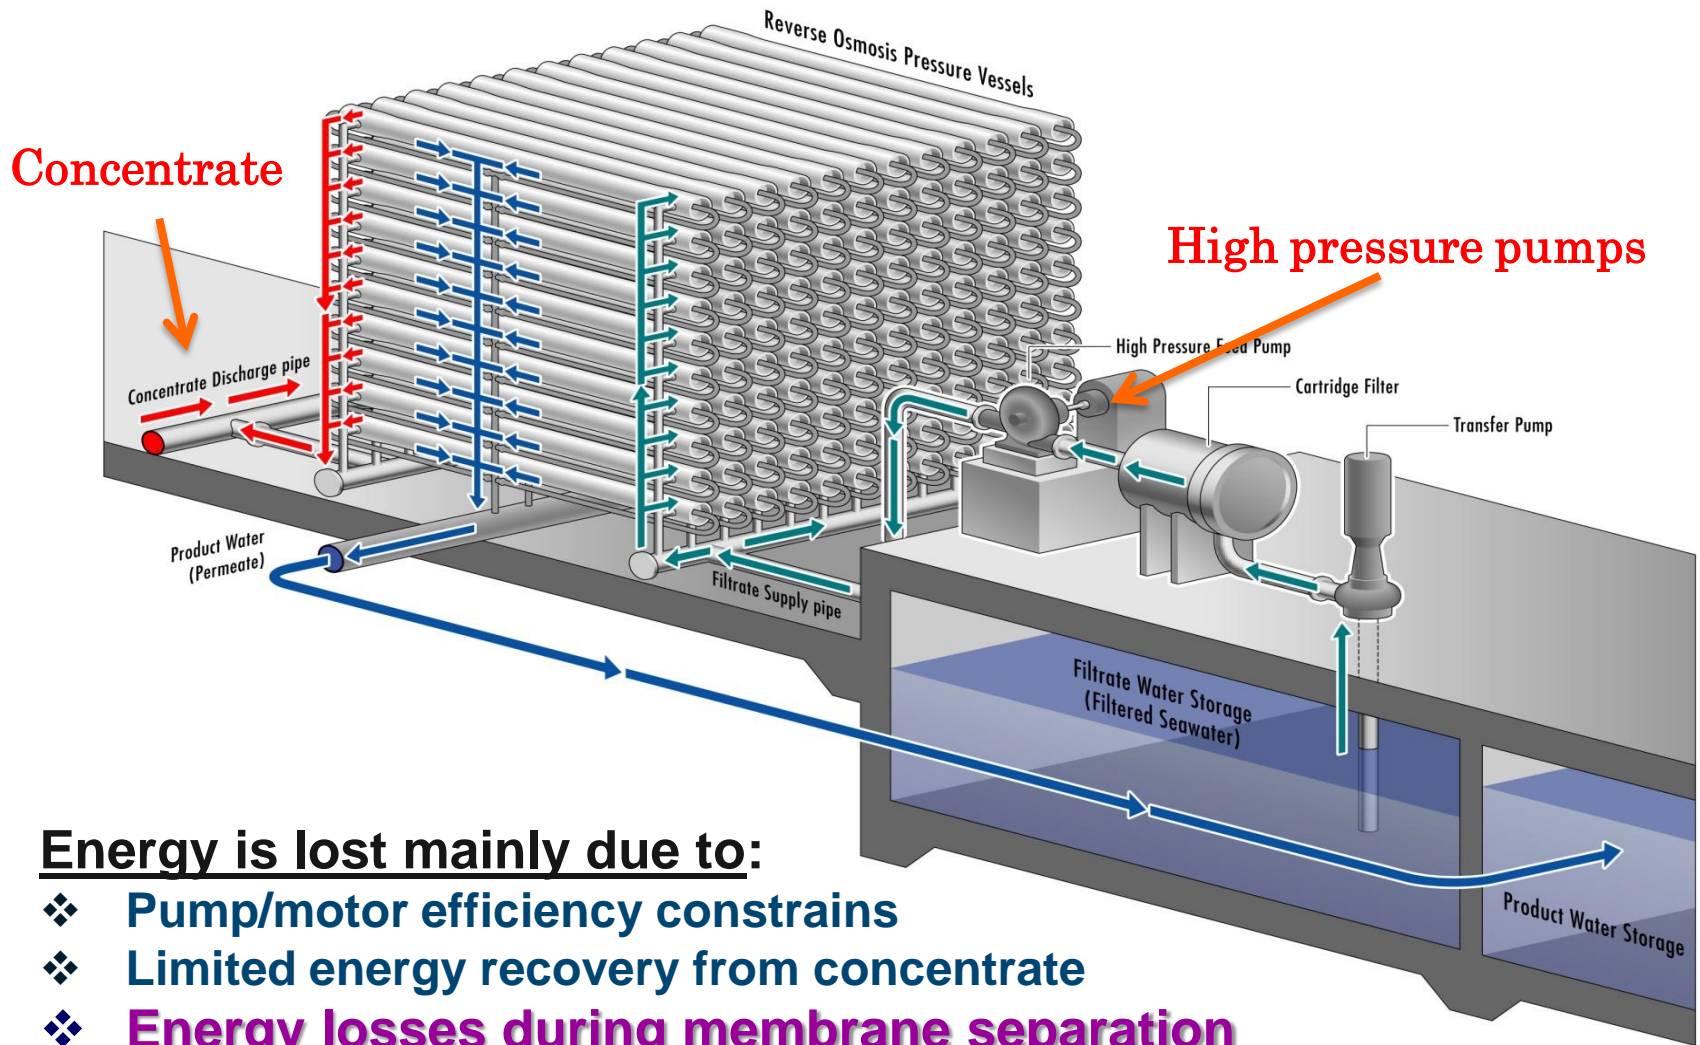 Reverse Osmosis Pressure Vessels
Concentrate
High pressure pumps
High Pressure Feed Pump
Cartridge Filter
Transfer Pump
Concentrate Discharge pipe
Product Water
(Permeate)
Filtrate Supply pipe
Filtrate Water Storage
(Filtered Seawater)
Product Water Storage
Energy is lost mainly due to:
❖ Pump/motor efficiency constrains
❖ Limited energy recovery from concentrate
❖ Energy losses during membrane separation